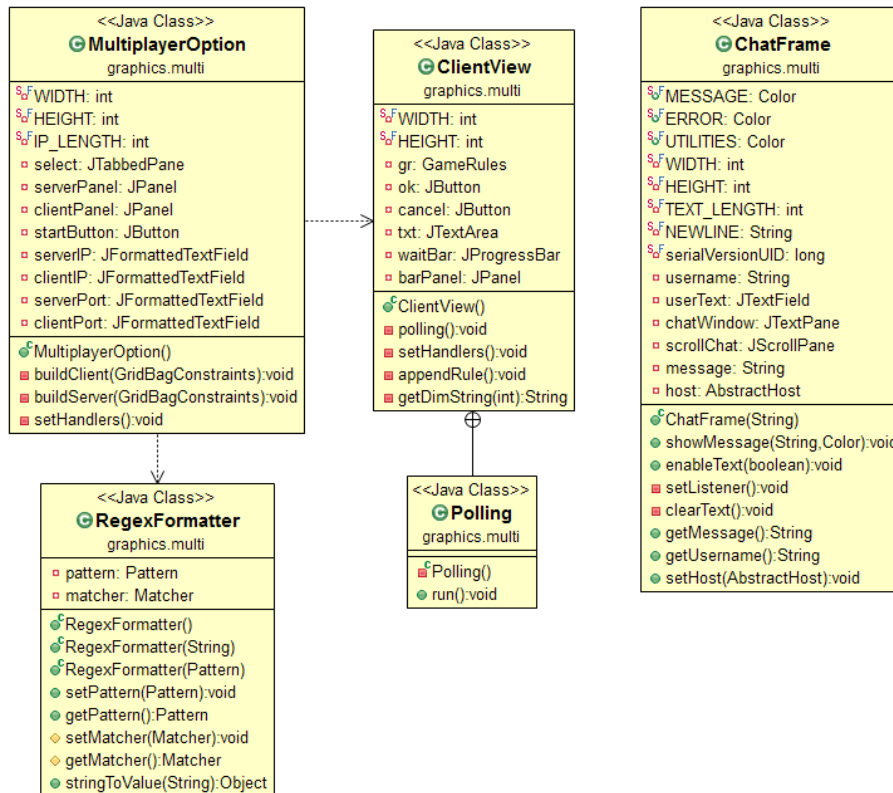 <<Java Class>>
MultiplayerOption
graphics.multi
WIDTH: int
HEIGHT: int
IP_LENGTH: int
select: JTabbedPane
serverPanel: JPanel
clientPanel: JPanel
startButton: JButton
serverIP: JFormattedTextField
clientIP: JFormattedTextField
serverPort: JFormattedTextField
clientPort: JFormattedTextField
MultiplayerOption()
buildClient(GridBagConstraints):void
buildServer(GridBagConstraints):void
setHandlers():void
<<Java Class>>
ClientView
graphics.multi
WIDTH: int
HEIGHT: int
gr: GameRules
ok: JButton
cancel: JButton
txt: JTextArea
waitBar: JProgressBar
barPanel: JPanel
ClientView()
polling():void
setHandlers():void
appendRule():void
getDimString(int):String
<<Java Class>>
ChatFrame
graphics.multi
MESSAGE: Color
ERROR: Color
UTILITIES: Color
WIDTH: int
HEIGHT: int
TEXT_LENGTH: int
NEWLINE: String
serialVersionUID: long
username: String
userText: JTextField
chatWindow: JTextPane
scrollChat: JScrollPane
message: String
host: AbstractHost
ChatFrame(String)
showMessage(String,Color):void
enableText(boolean):void
setListener():void
clearText():void
getMessage():String
getUsername():String
setHost(AbstractHost):void
<<Java Class>>
RegexFormatter
graphics.multi
pattern: Pattern
matcher: Matcher
RegexFormatter()
RegexFormatter(String)
RegexFormatter(Pattern)
setPattern(Pattern):void
getPattern():Pattern
setMatcher(Matcher):void
getMatcher():Matcher
stringToValue(String):Object
<<Java Class>>
Polling
graphics.multi
Polling()
run():void